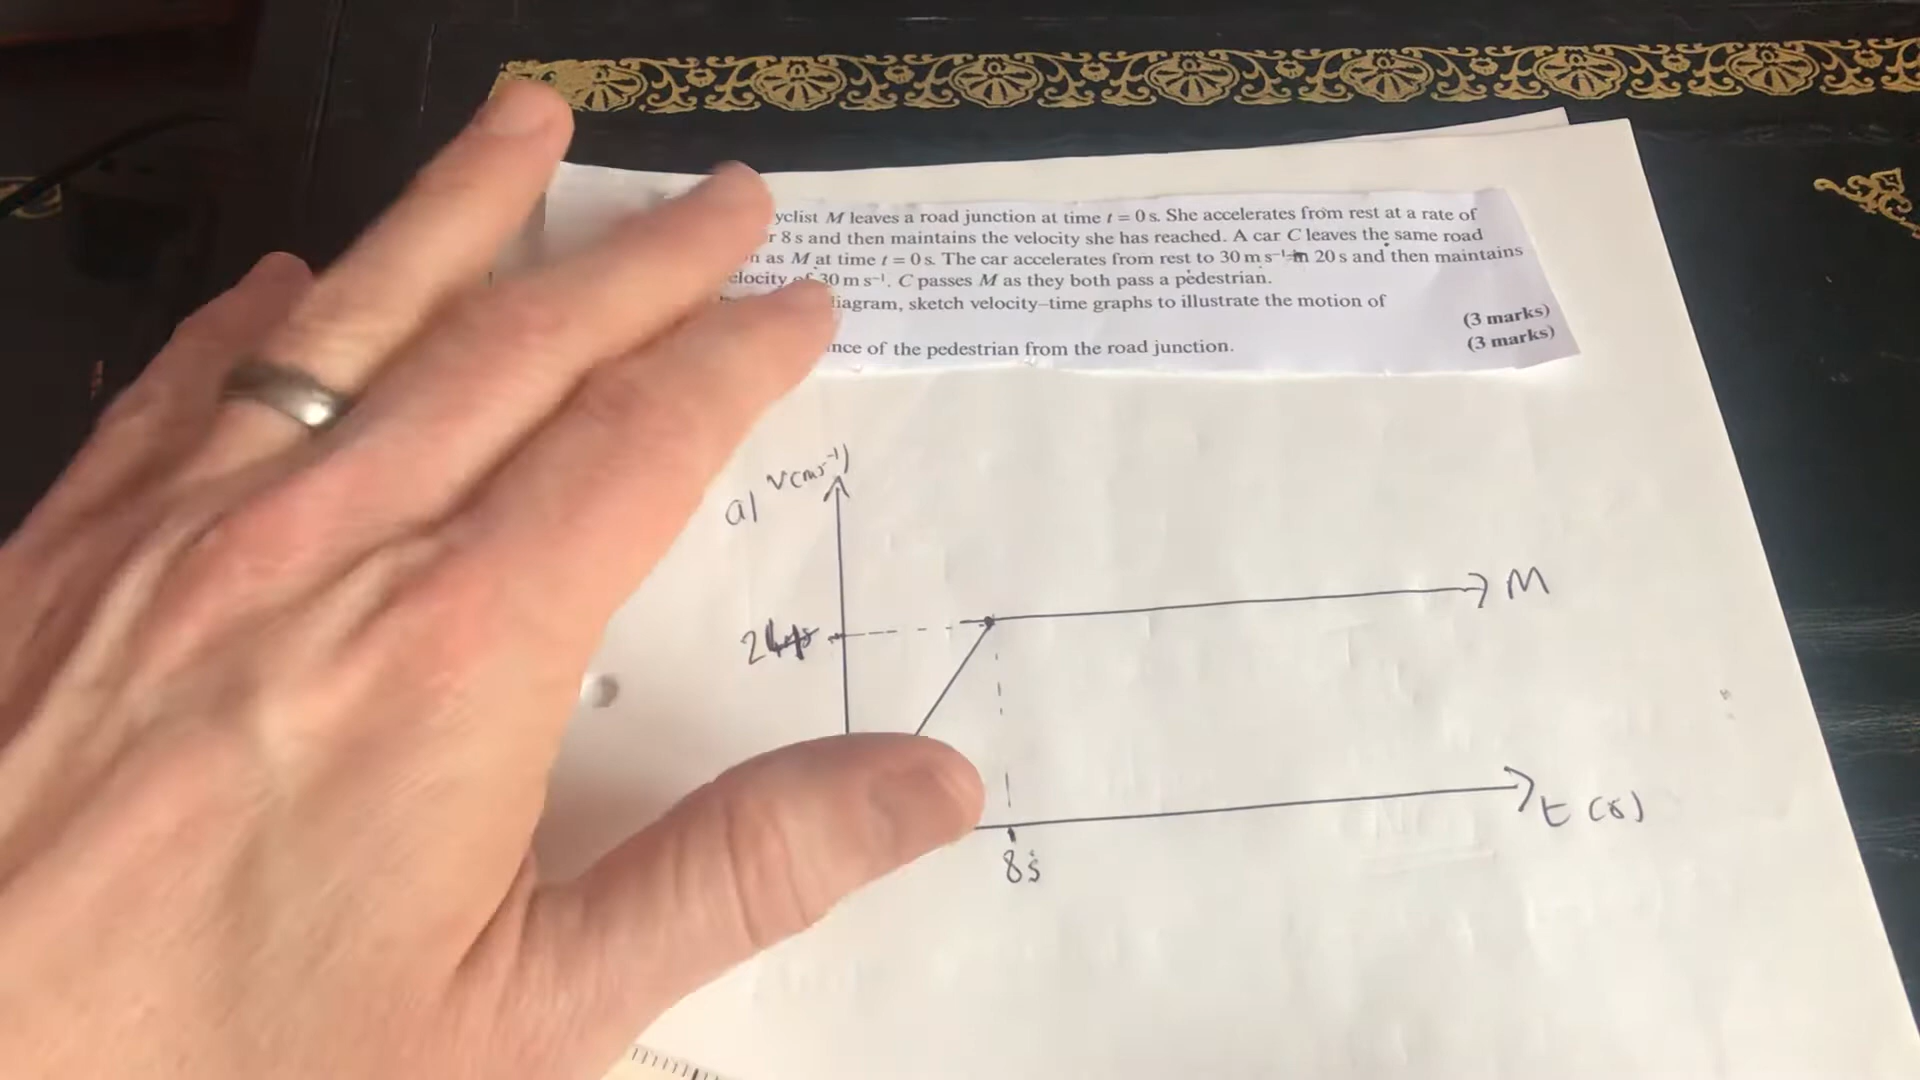 yclist M leaves a road junction at time t = 0 s. She accelerates from rest at a rate of
r 8 s and then maintains the velocity she has reached. A car C leaves the same road
n as M at time t = 0 s. The car accelerates from rest to 30 m s⁻¹ in 20 s and then maintains
elocity of 30 m s⁻¹. C passes M as they both pass a pedestrian.
diagram, sketch velocity–time graphs to illustrate the motion of
(3 marks)
nce of the pedestrian from the road junction.
(3 marks)
a) V(ms⁻¹)
M
24
t (s)
8s